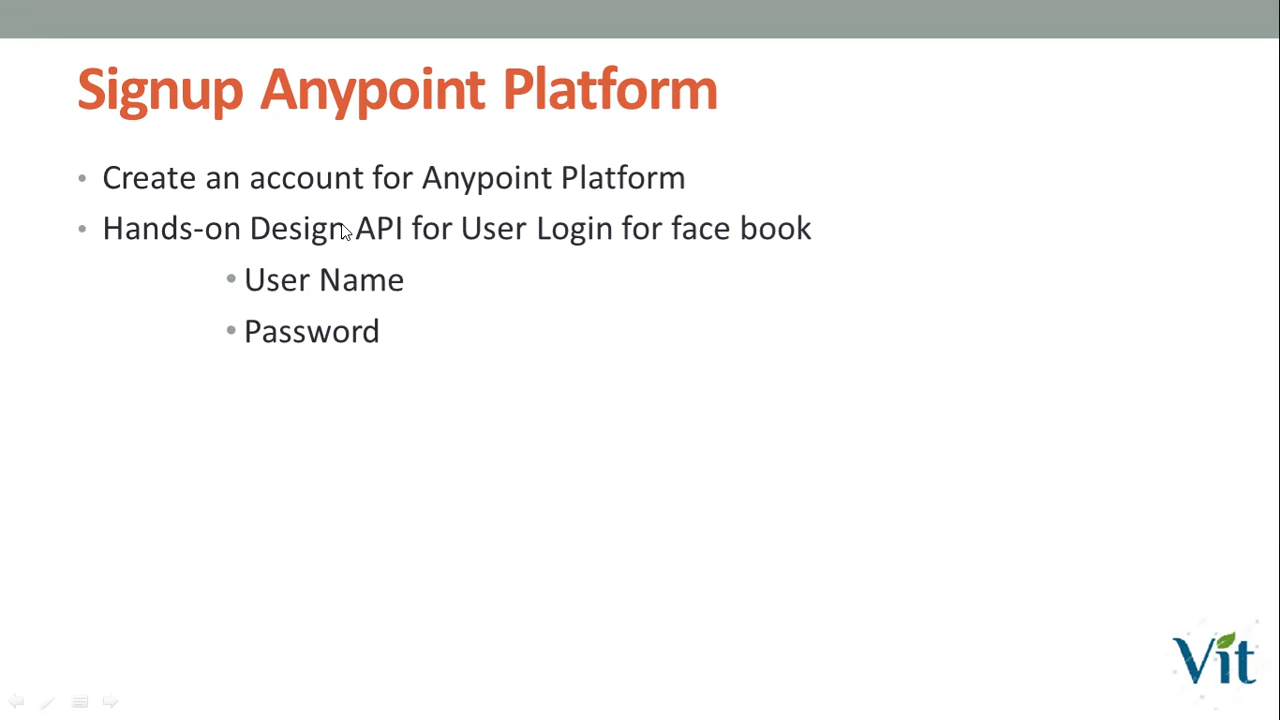 Signup Anypoint Platform
• Create an account for Anypoint Platform
• Hands-on Design API for User Login for face book
• User Name
• Password
Vit